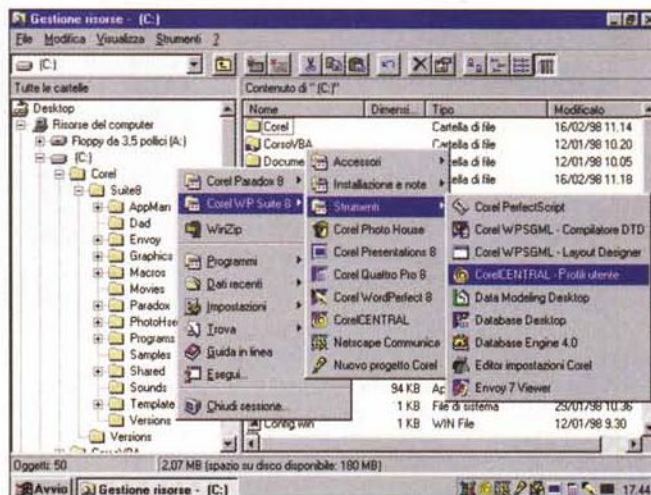 Gestione risorse - (C:)
File Modifica Visualizza Strumenti ?
(C:)
Tutte le cartelle
Contenuto di "(C:)"
Nome Dimensi... Tipo Modificato
Desktop
Risorse del computer
Floppy da 3,5 pollici (A:)
(C:)
Corel
Suite8
AppMan
Dad
Envoy
Graphics
Macros
Movies
Paradox
PhotoHse
Programs
Samples
Shared
Sounds
Template
Versions
Versions
Corel Cartella di file 16/02/98 11.14
CorsoVBA Cartella di file 12/01/98 10.20
Docume Cartella di file 12/01/98 10.05
Cartella di file 16/02/98 11.18
Corel Paradox 8
Corel WP Suite 8
WinZip
Programmi
Dati recenti
Impostazioni
Trova
Guida in linea
Esegui...
Chiudi sessione...
Accessori
Installazione e note
Strumenti
Corel Photo House
Corel Presentations 8
Corel Quattro Pro 8
Corel WordPerfect 8
CorelCENTRAL
Netscape Communica
Nuovo progetto Corel
Corel PerfectScript
Corel WPSGML - Compilatore DTD
Corel WPSGML - Layout Designer
CorelCENTRAL - Profili utente
Data Modeling Desktop
Database Desktop
Database Engine 4.0
Editor impostazioni Corel
Envoy 7 Viewer
94 KB Ap
1 KB File di sistema 29/01/98 10.36
Config.win 1 KB WIN File 12/01/98 9.30
Oggetti: 50 2,07 MB (spazio su disco disponibile: 180 MB)
Avvio Gestione risorse - (C:) 17.44